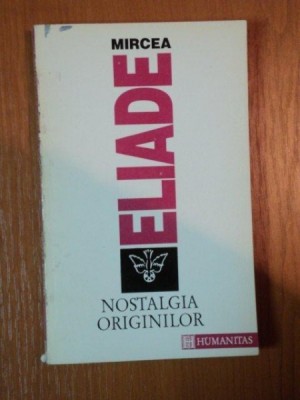 MIRCEA
ELIADE
NOSTALGIA
ORIGINILOR
HUMANITAS